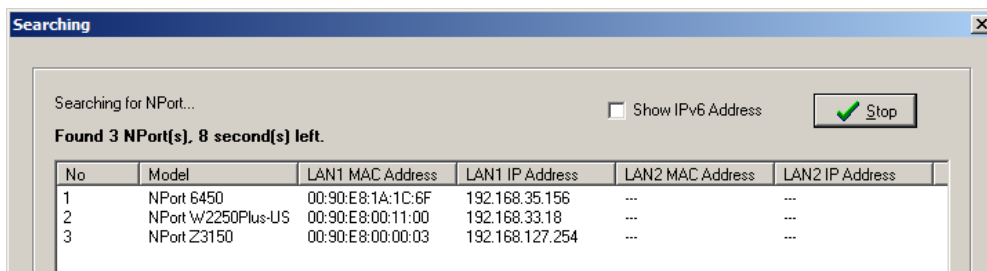 Searching
Searching for NPort...
Show IPv6 Address
Stop
Found 3 NPort(s), 8 second(s) left.
No Model LAN1 MAC Address LAN1 IP Address LAN2 MAC Address LAN2 IP Address
1 NPort 6450 00:90:E8:1A:1C:6F 192.168.35.156 --- ---
2 NPort W2250Plus-US 00:90:E8:00:11:00 192.168.33.18 --- ---
3 NPort Z3150 00:90:E8:00:00:03 192.168.127.254 --- ---